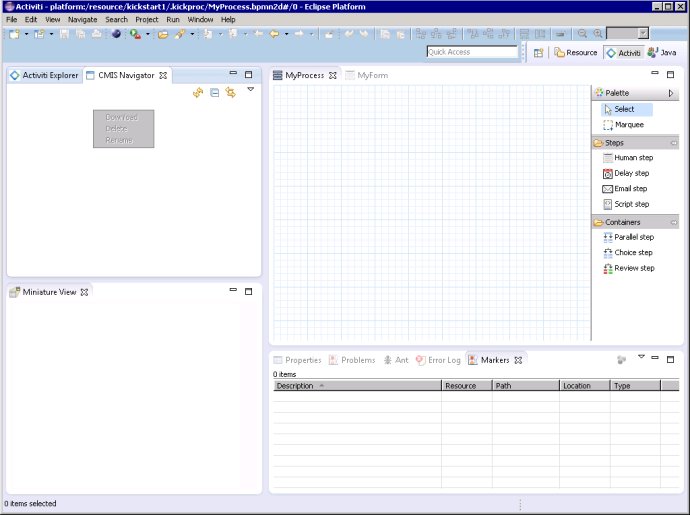 Activiti - platform:/resource/kickstart1/.kickproc/MyProcess.bpmn2d#/0 - Eclipse Platform
File Edit View Navigate Search Project Run Window Help
Quick Access
Resource Activiti Java
Activiti Explorer CMIS Navigator
Download
Delete
Rename
MyProcess MyForm
Palette
Select
Marquee
Steps
Human step
Delay step
Email step
Script step
Containers
Parallel step
Choice step
Review step
Miniature View
Properties Problems Ant Error Log Markers
0 items
Description Resource Path Location Type
0 items selected